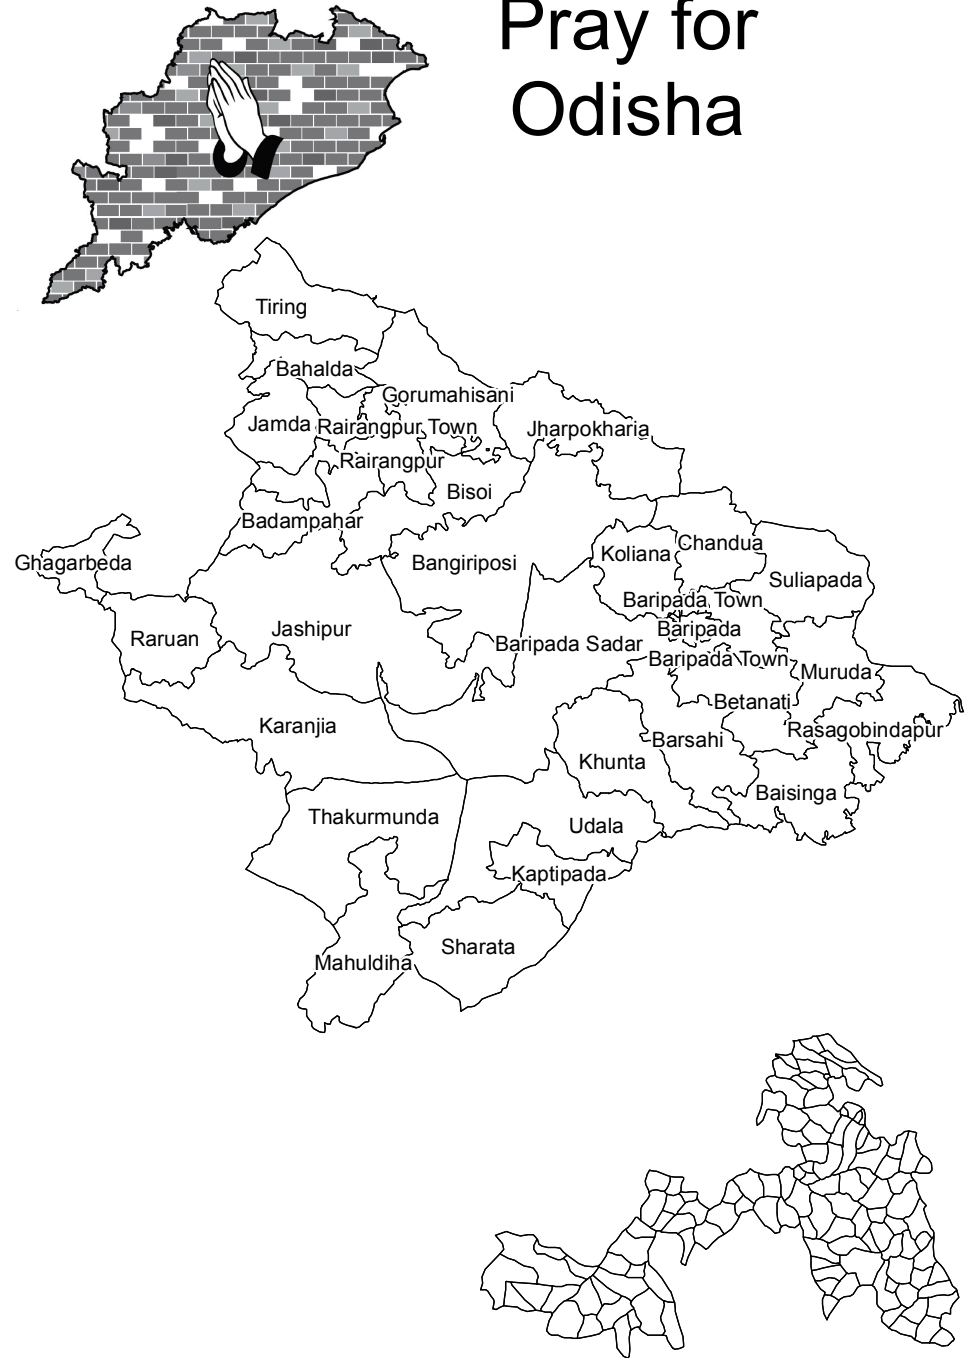 Pray for
Odisha
Tiring
Bahalda
Gorumahisani
Jamda
Rairangpur Town
Jharpokharia
Rairangpur
Bisoi
Badampahar
Ghagarbeda
Bangiriposi
Koliana
Chandua
Suliapada
Baripada Town
Raruan
Jashipur
Baripada Sadar
Baripada
Baripada Town
Muruda
Betanati
Karanjia
Barsahi
Rasagobindapur
Khunta
Baisinga
Thakurmunda
Udala
Kaptipada
Sharata
Mahuldiha